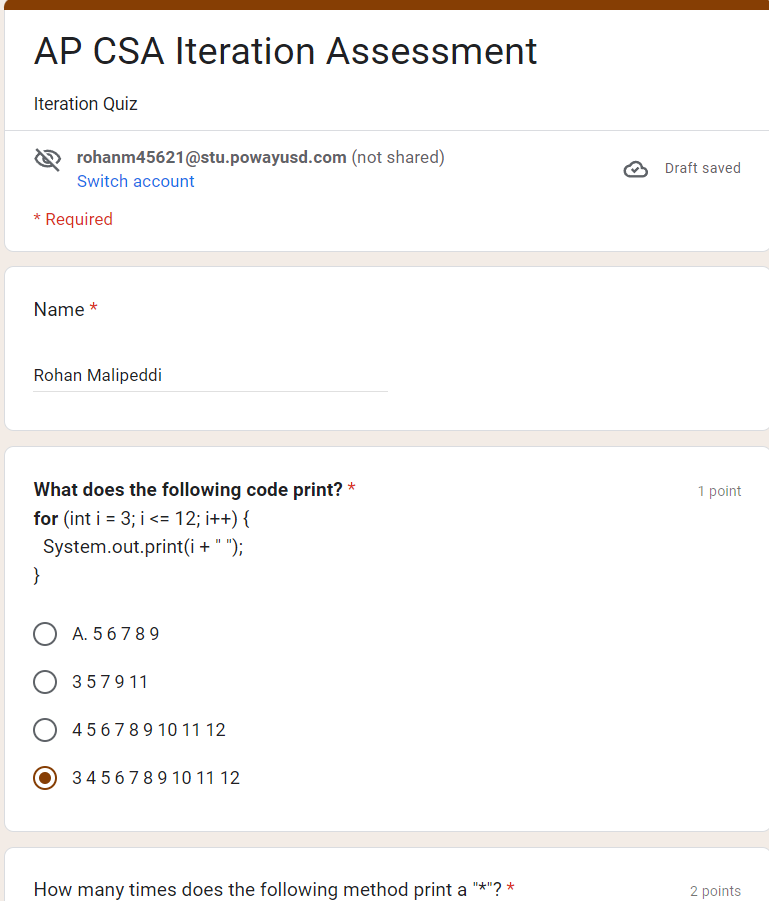 AP CSA Iteration Assessment
Iteration Quiz
rohanm45621@stu.powayusd.com (not shared)
Switch account
Draft saved
* Required
Name *
Rohan Malipeddi
What does the following code print? *
1 point
for (int i = 3; i <= 12; i++) {
System.out.print(i + " ");
}
A. 5 6 7 8 9
3 5 7 9 11
4 5 6 7 8 9 10 11 12
3 4 5 6 7 8 9 10 11 12
How many times does the following method print a "*"? *
2 points